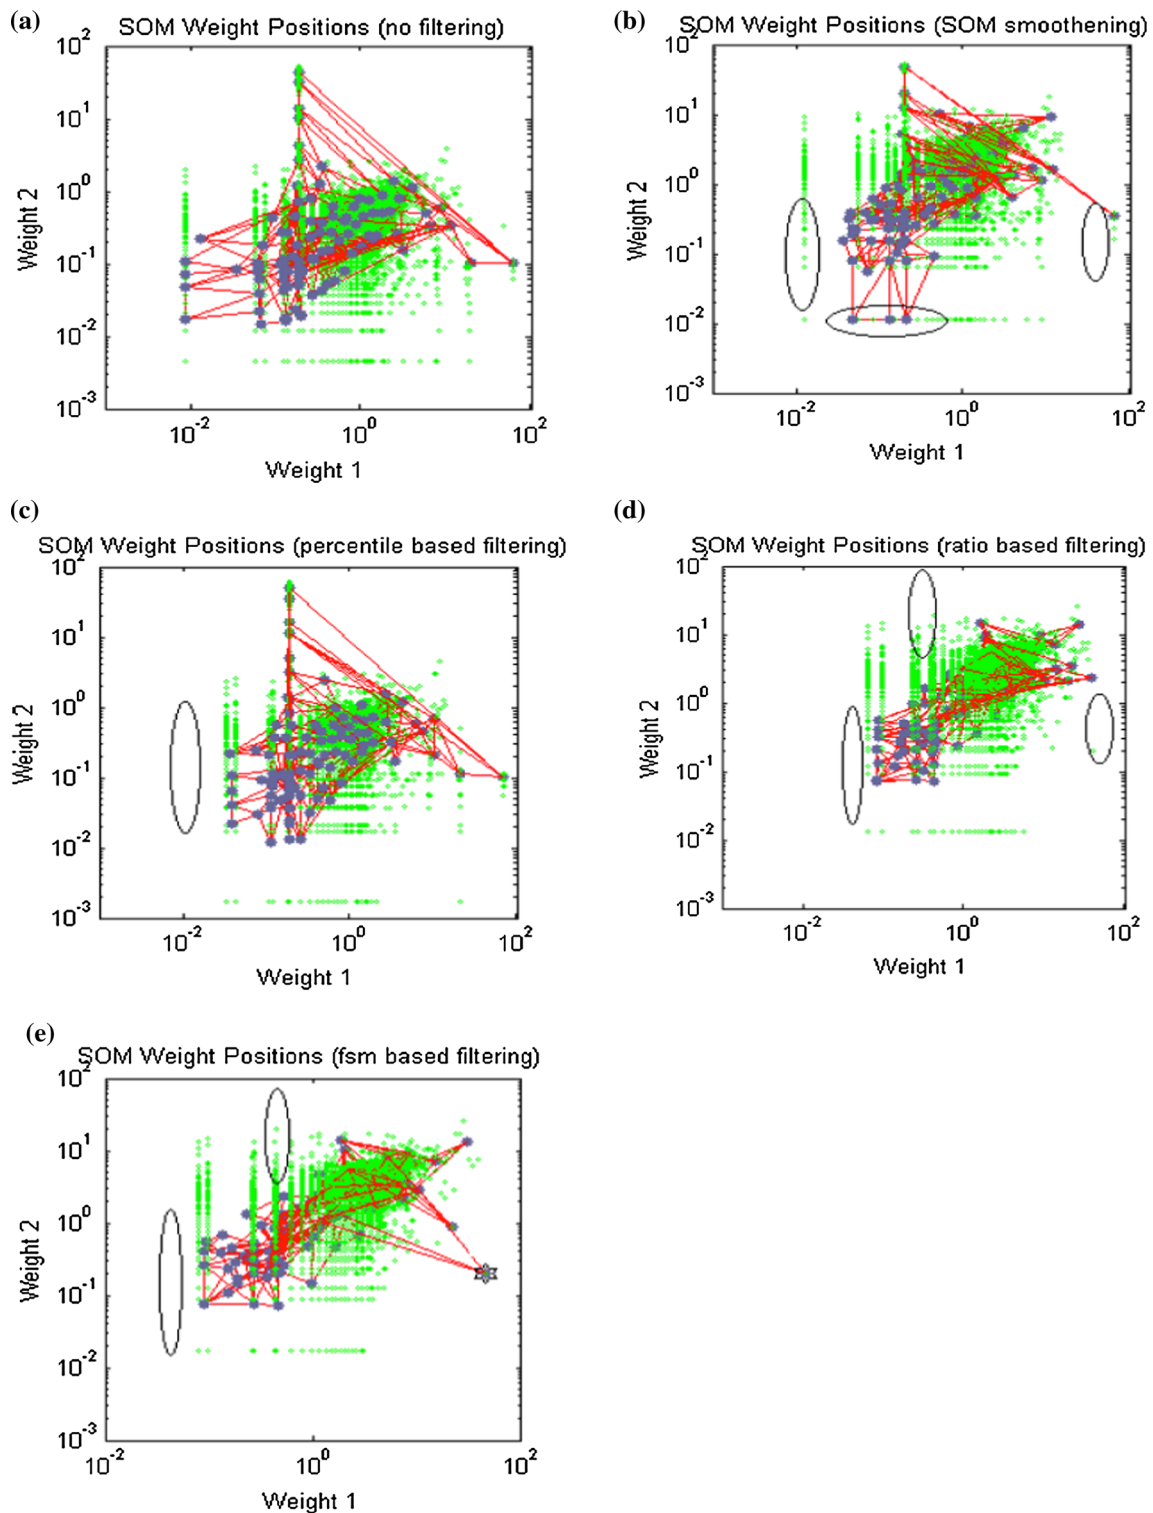 (a)
SOM Weight Positions (no filtering)
10^2
10^1
10^0
10^-1
10^-2
10^-3
Weight 2
10^-2 10^0 10^2
Weight 1
(b)
SOM Weight Positions (SOM smoothening)
10^2
10^1
10^0
10^-1
10^-2
10^-3
Weight 2
10^-2 10^0 10^2
Weight 1
(c)
SOM Weight Positions (percentile based filtering)
10^2
10^1
10^0
10^-1
10^-2
10^-3
Weight 2
10^-2 10^0 10^2
Weight 1
(d)
SOM Weight Positions (ratio based filtering)
10^2
10^1
10^0
10^-1
10^-2
10^-3
Weight 2
10^-2 10^0 10^2
Weight 1
(e)
SOM Weight Positions (fsm based filtering)
10^2
10^1
10^0
10^-1
10^-2
10^-3
Weight 2
10^-2 10^0 10^2
Weight 1